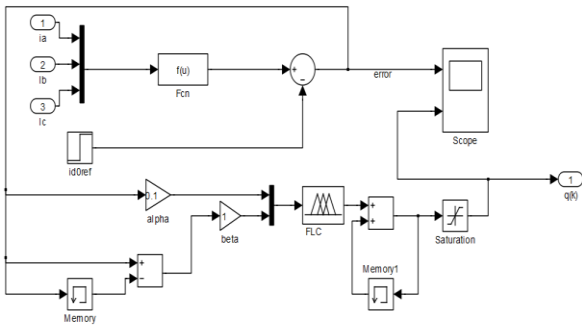 1
ia
2
Ib
3
Ic
f(u)
Fcn
+
−
error
Scope
id0ref
0.1
alpha
1
beta
FLC
+
+
Saturation
1
q(k)
+
−
Memory
Memory1